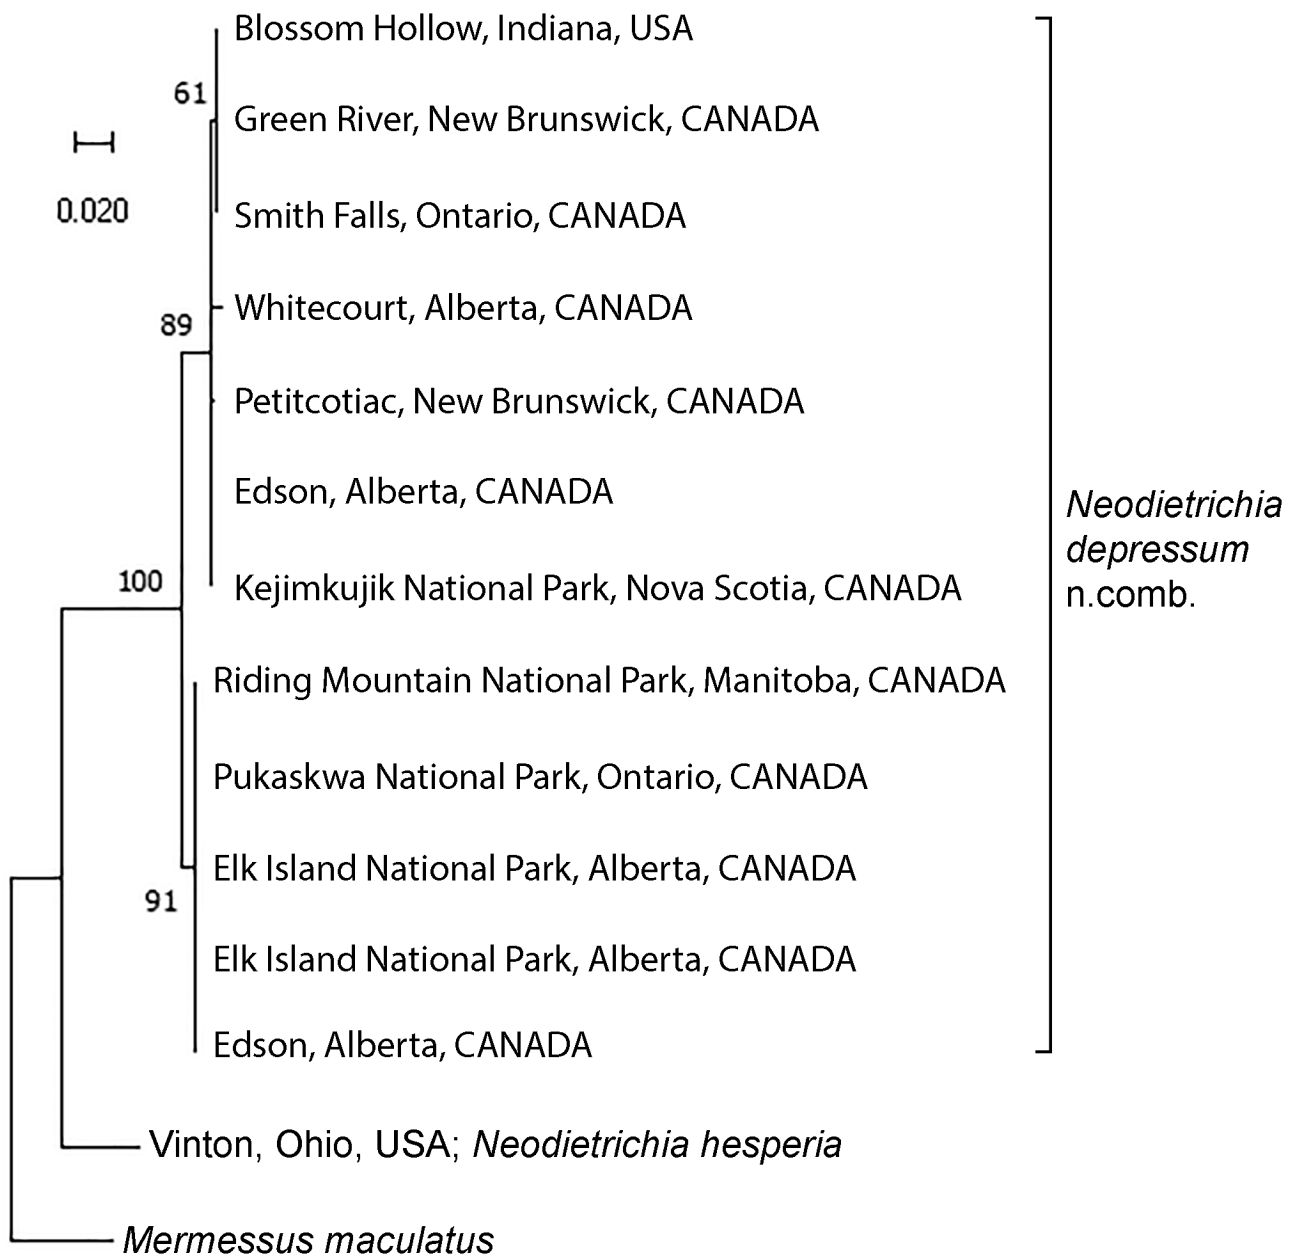 Blossom Hollow, Indiana, USA
61
Green River, New Brunswick, CANADA
0.020
Smith Falls, Ontario, CANADA
Whitecourt, Alberta, CANADA
89
Petitcotiac, New Brunswick, CANADA
Edson, Alberta, CANADA
Neodietrichia
depressum
n.comb.
100
Kejimkujik National Park, Nova Scotia, CANADA
Riding Mountain National Park, Manitoba, CANADA
Pukaskwa National Park, Ontario, CANADA
Elk Island National Park, Alberta, CANADA
91
Elk Island National Park, Alberta, CANADA
Edson, Alberta, CANADA
Vinton, Ohio, USA; Neodietrichia hesperia
Mermessus maculatus